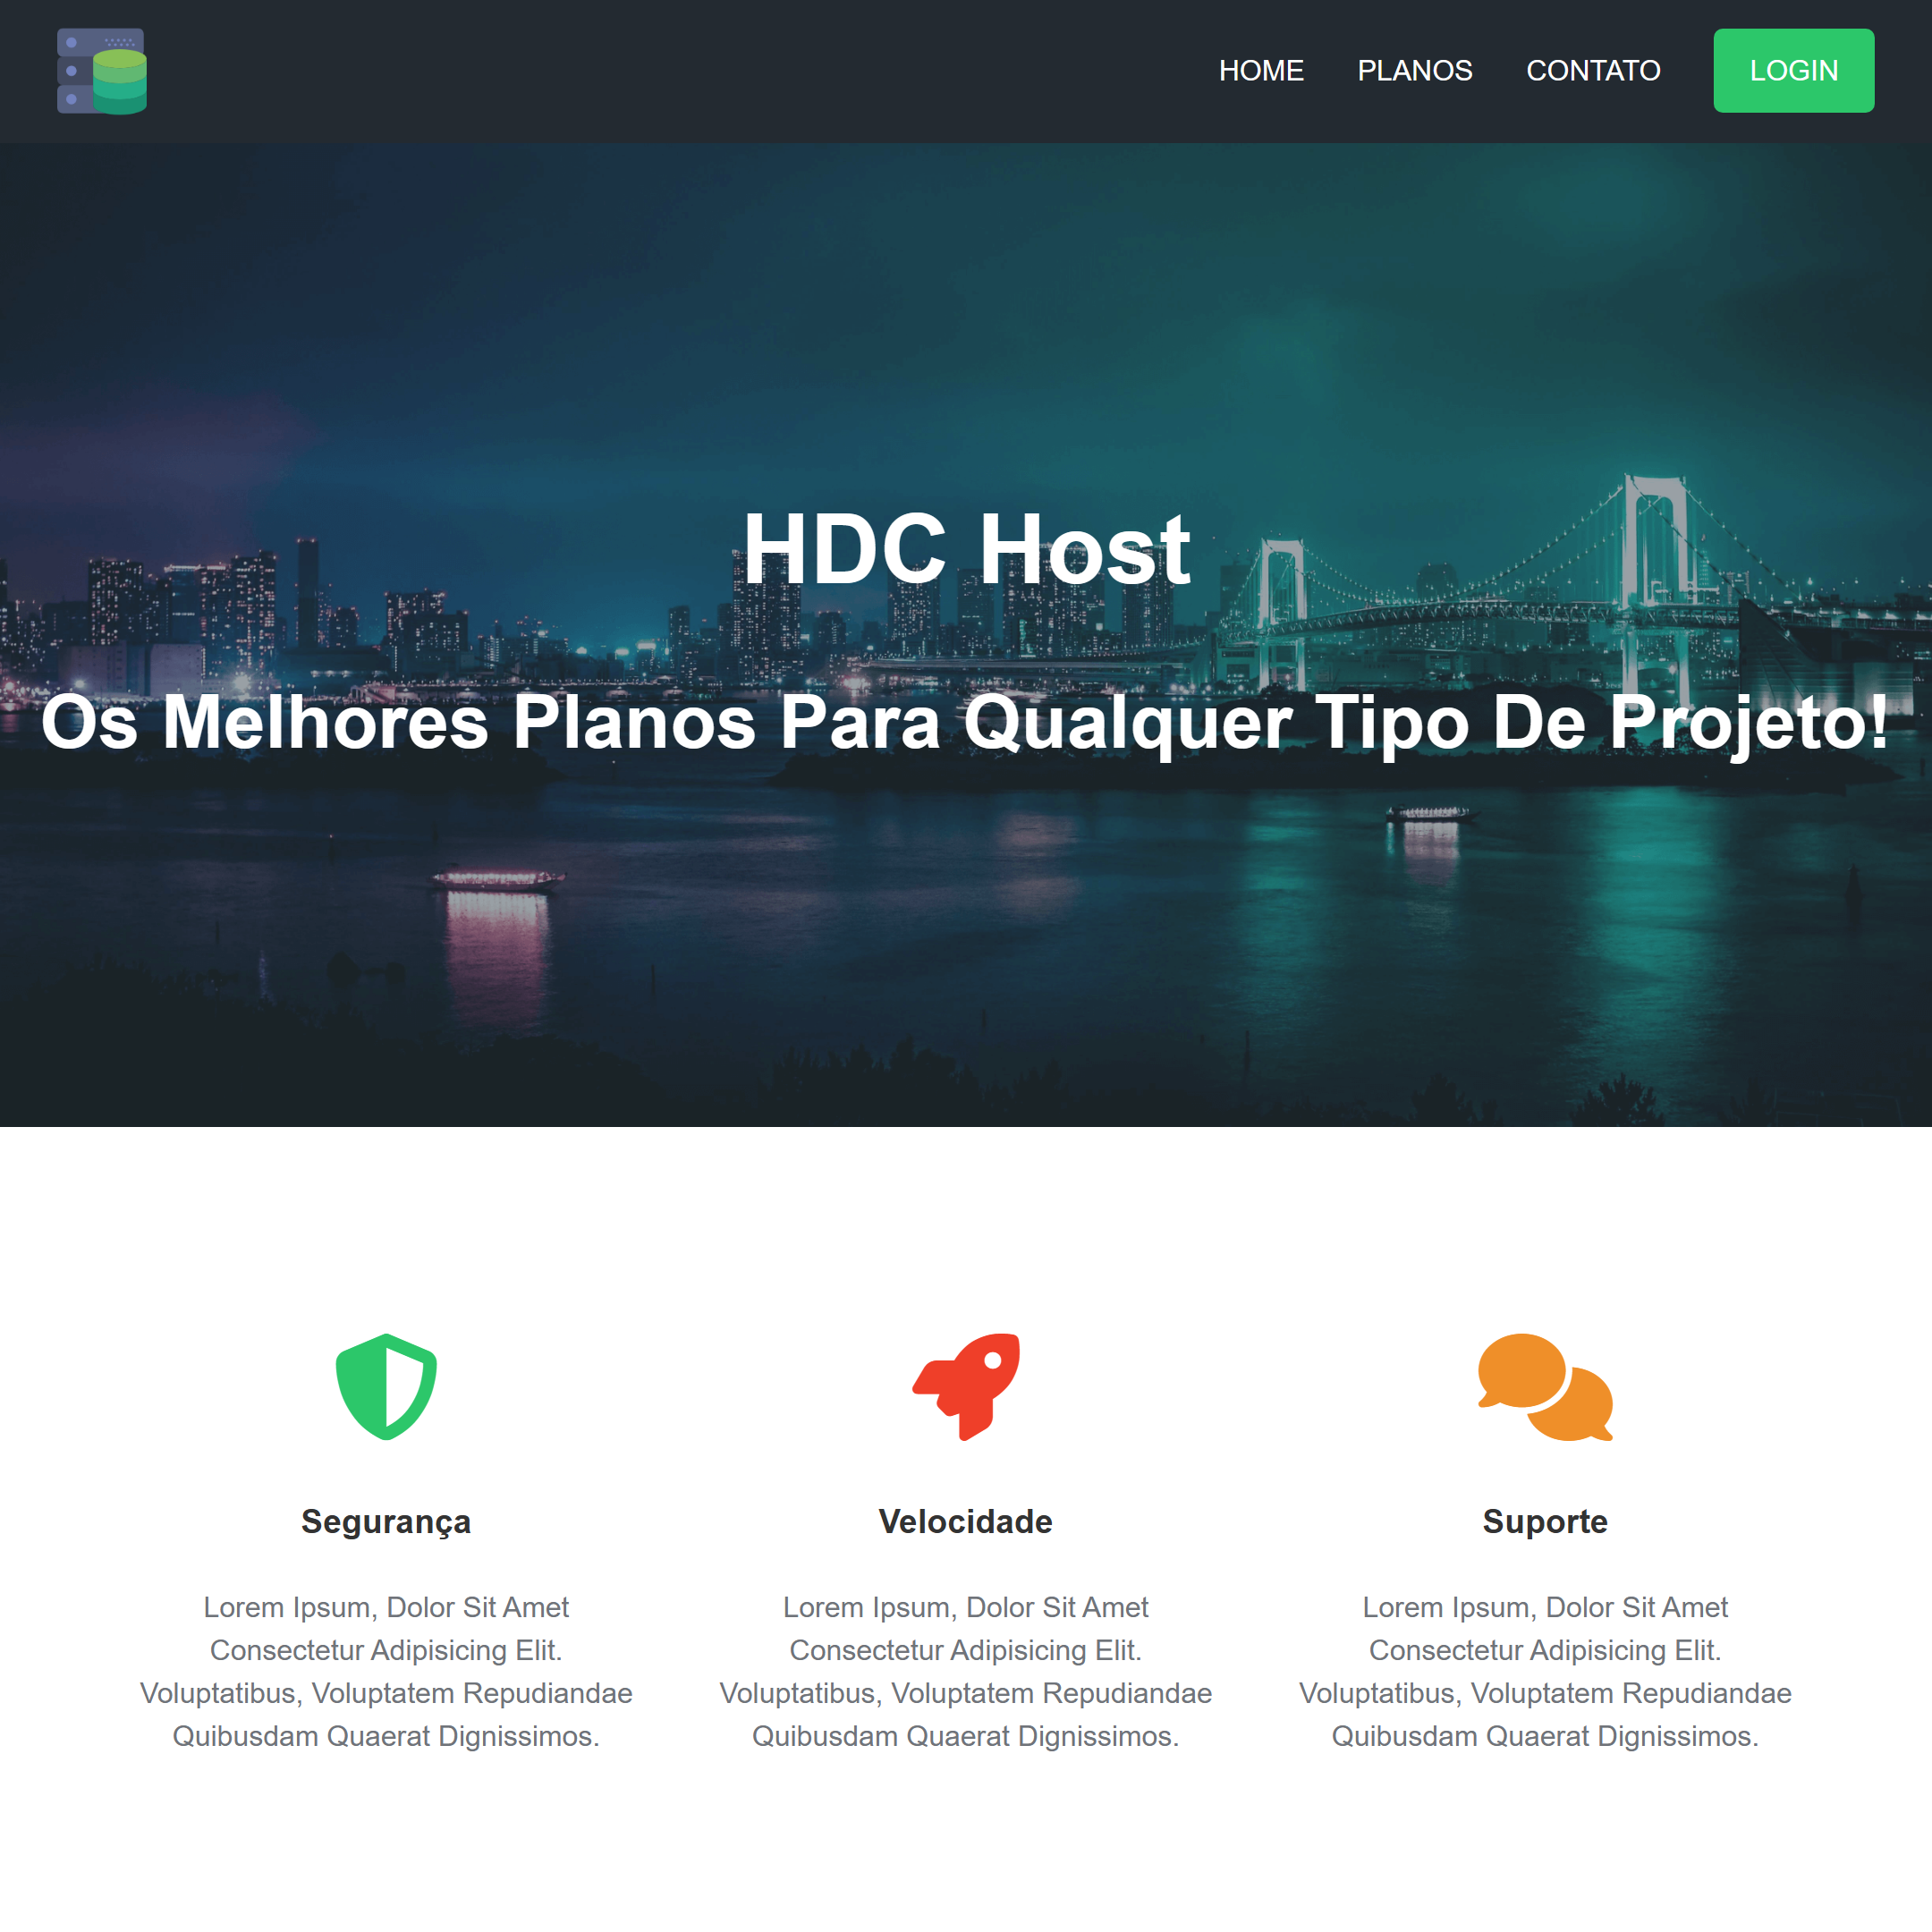 HOME PLANOS CONTATO LOGIN
HDC Host
Os Melhores Planos Para Qualquer Tipo De Projeto!
Segurança
Lorem Ipsum, Dolor Sit Amet
Consectetur Adipisicing Elit.
Voluptatibus, Voluptatem Repudiandae
Quibusdam Quaerat Dignissimos.
Velocidade
Lorem Ipsum, Dolor Sit Amet
Consectetur Adipisicing Elit.
Voluptatibus, Voluptatem Repudiandae
Quibusdam Quaerat Dignissimos.
Suporte
Lorem Ipsum, Dolor Sit Amet
Consectetur Adipisicing Elit.
Voluptatibus, Voluptatem Repudiandae
Quibusdam Quaerat Dignissimos.